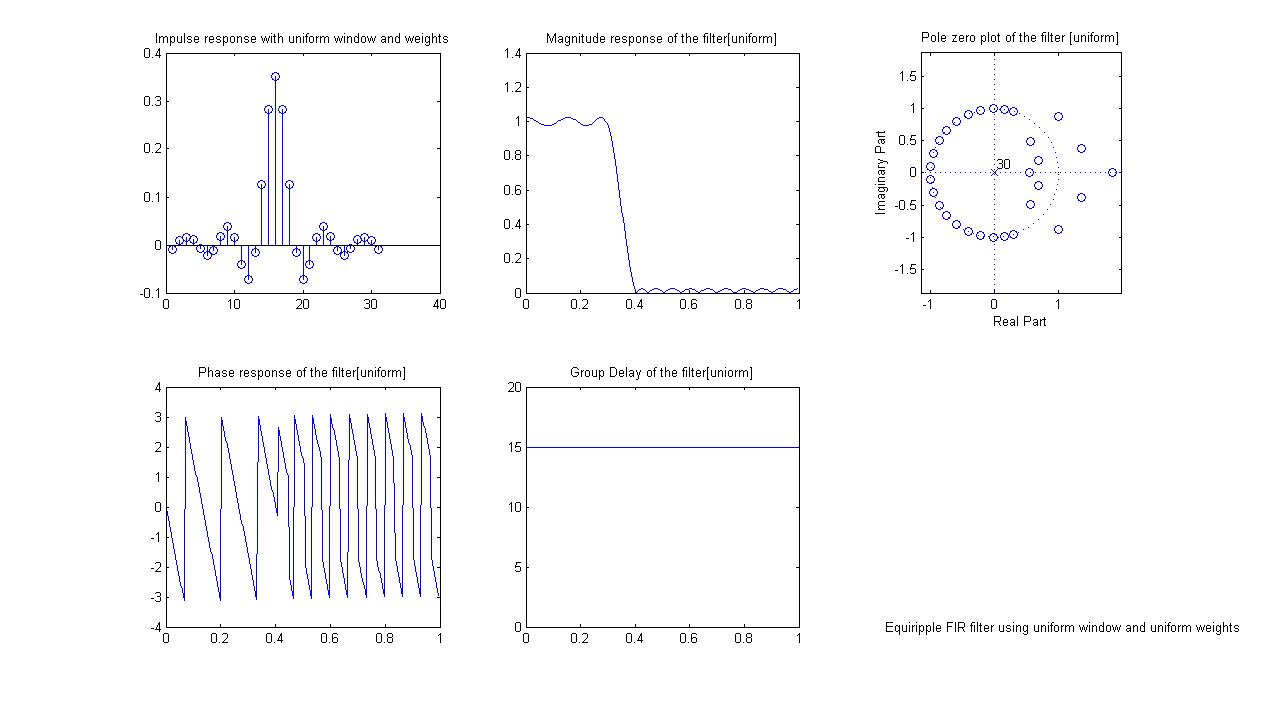 Impulse response with uniform window and weights
0.4
0.3
0.2
0.1
0
-0.1
0 10 20 30 40
Magnitude response of the filter[uniform]
1.4
1.2
1
0.8
0.6
0.4
0.2
0
0 0.2 0.4 0.6 0.8 1
Pole zero plot of the filter [uniform]
Imaginary Part
1.5
1
0.5
0
-0.5
-1
-1.5
30
-1 0 1
Real Part
Phase response of the filter[uniform]
4
3
2
1
0
-1
-2
-3
-4
0 0.2 0.4 0.6 0.8 1
Group Delay of the filter[uniorm]
20
15
10
5
0
0 0.2 0.4 0.6 0.8 1
Equiripple FIR filter using uniform window and uniform weights